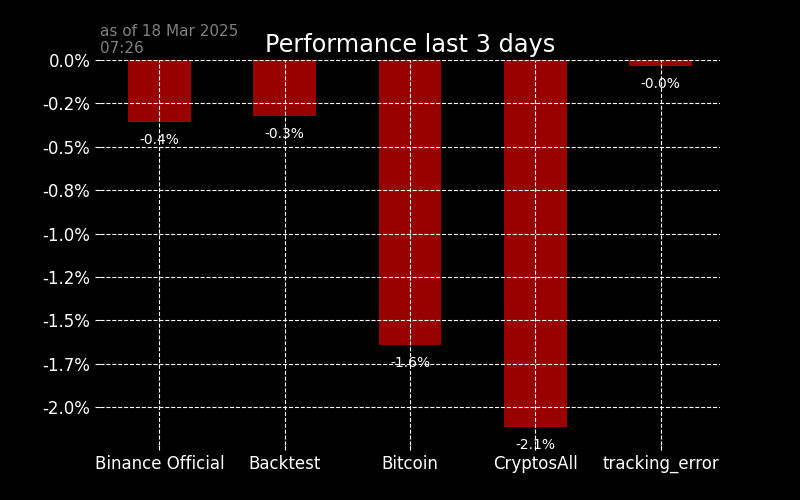 as of 18 Mar 2025
07:26
Performance last 3 days
0.0%
-0.2%
-0.5%
-0.8%
-1.0%
-1.2%
-1.5%
-1.7%
-2.0%
-0.4%
-0.3%
-1.6%
-2.1%
-0.0%
Binance Official
Backtest
Bitcoin
CryptosAll
tracking_error